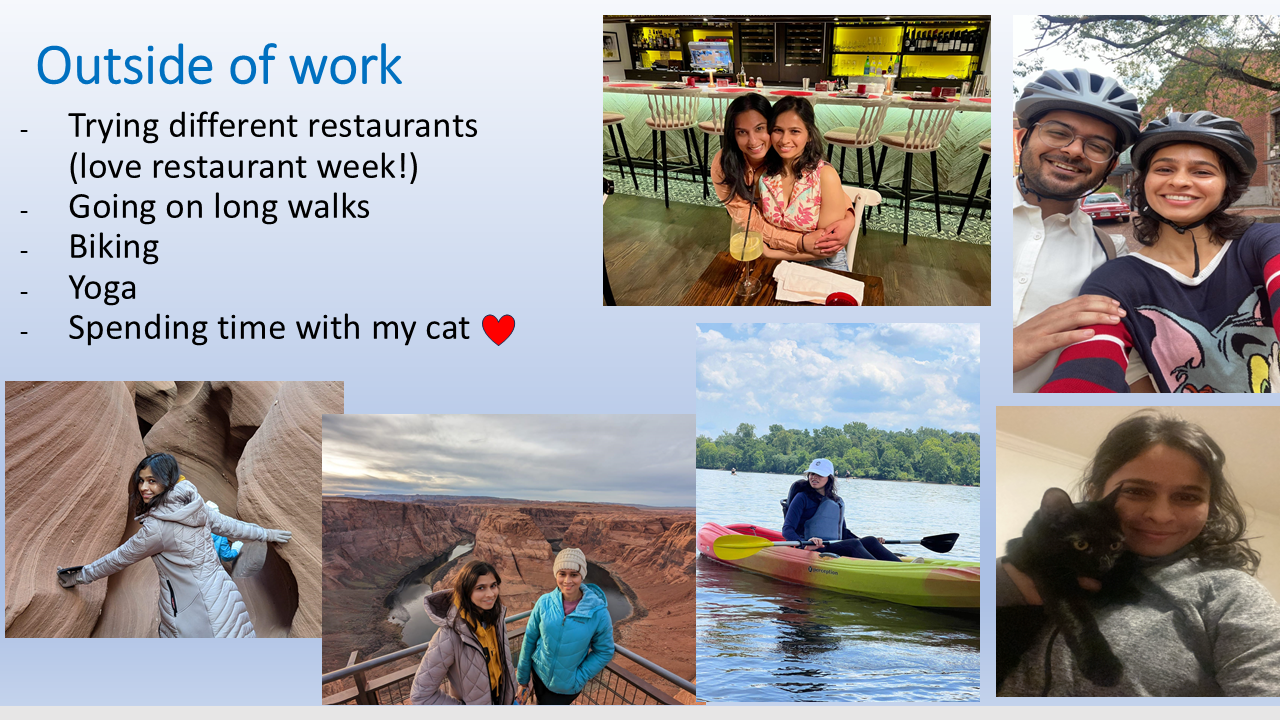 Outside of work
- Trying different restaurants
(love restaurant week!)
- Going on long walks
- Biking
- Yoga
- Spending time with my cat